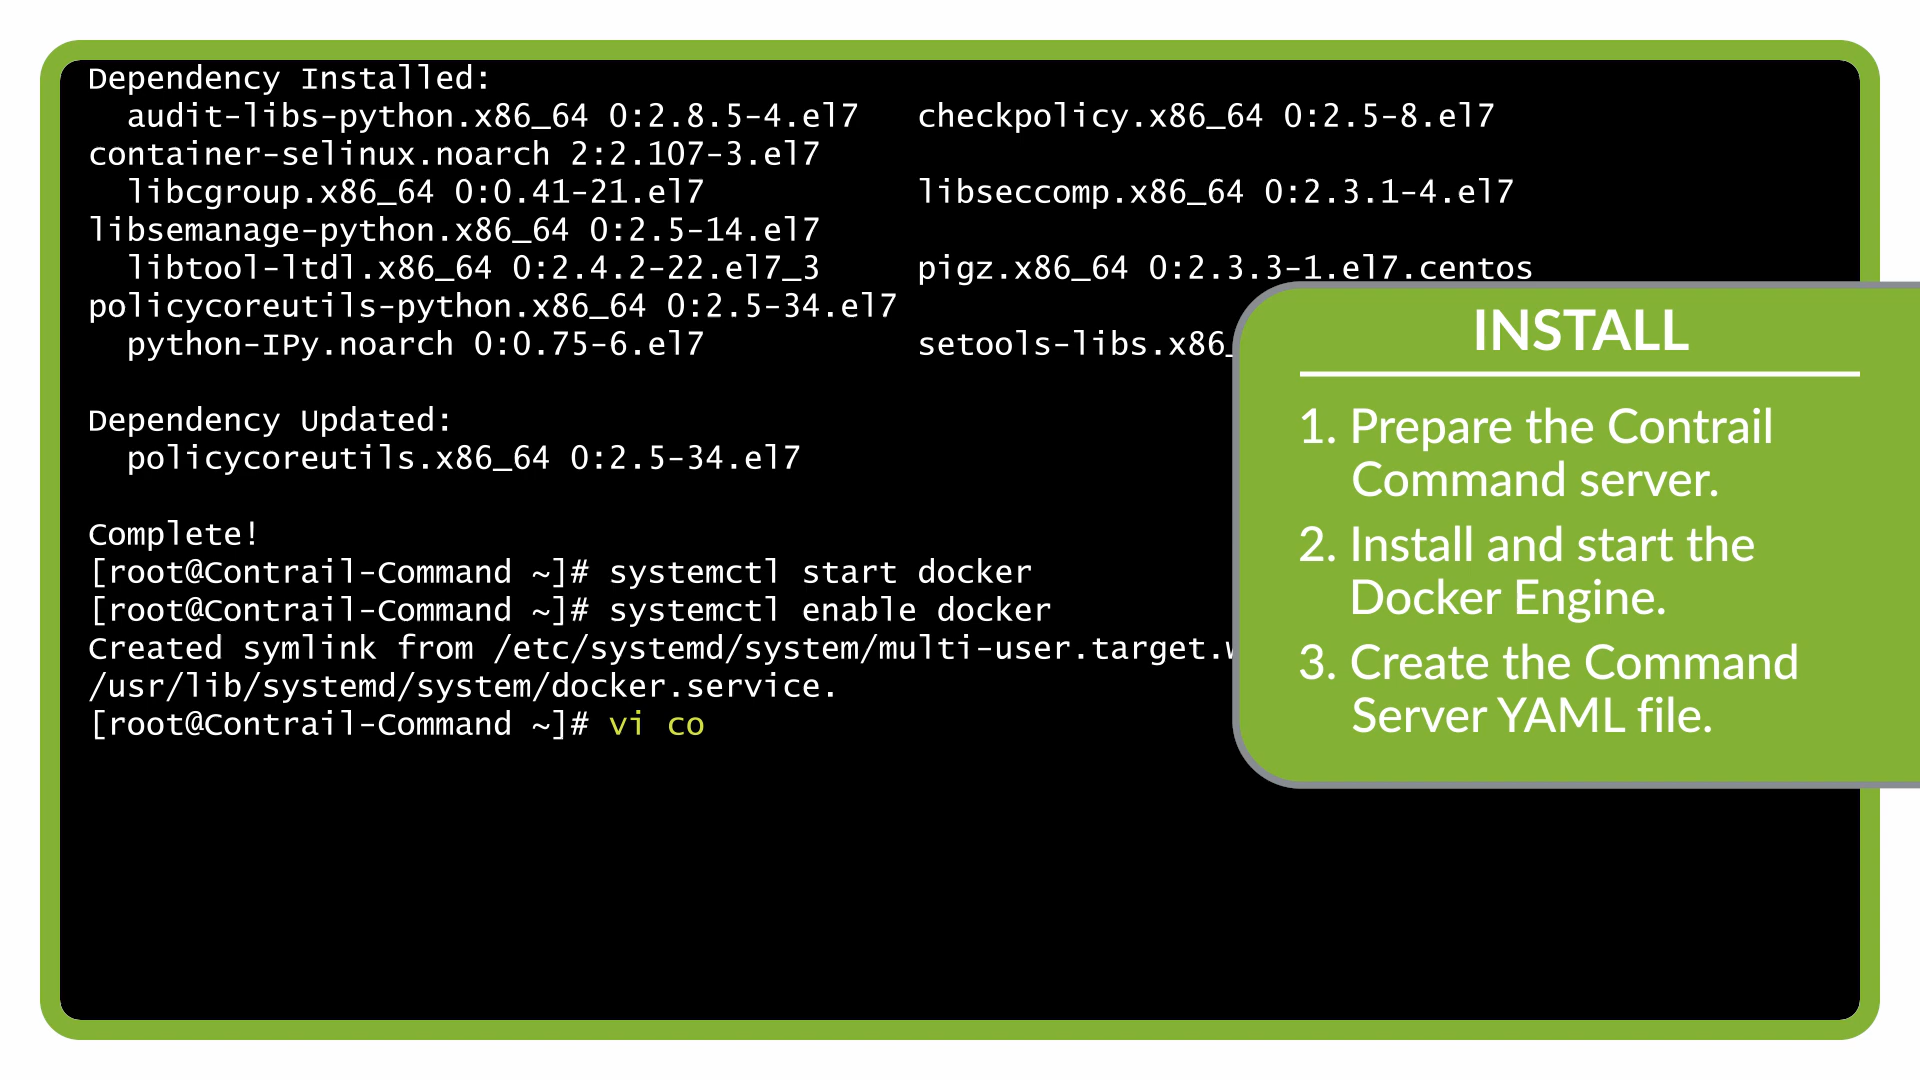 Dependency Installed:
audit-libs-python.x86_64 0:2.8.5-4.el7 checkpolicy.x86_64 0:2.5-8.el7
container-selinux.noarch 2:2.107-3.el7
libcgroup.x86_64 0:0.41-21.el7 libseccomp.x86_64 0:2.3.1-4.el7
libsemanage-python.x86_64 0:2.5-14.el7
libtool-ltdl.x86_64 0:2.4.2-22.el7_3 pigz.x86_64 0:2.3.3-1.el7.centos
policycoreutils-python.x86_64 0:2.5-34.el7
python-IPy.noarch 0:0.75-6.el7 setools-libs.x86_
Dependency Updated:
policycoreutils.x86_64 0:2.5-34.el7
Complete!
[root@Contrail-Command ~]# systemctl start docker
[root@Contrail-Command ~]# systemctl enable docker
Created symlink from /etc/systemd/system/multi-user.target.
/usr/lib/systemd/system/docker.service.
[root@Contrail-Command ~]# vi co
INSTALL
1. Prepare the Contrail
Command server.
2. Install and start the
Docker Engine.
3. Create the Command
Server YAML file.